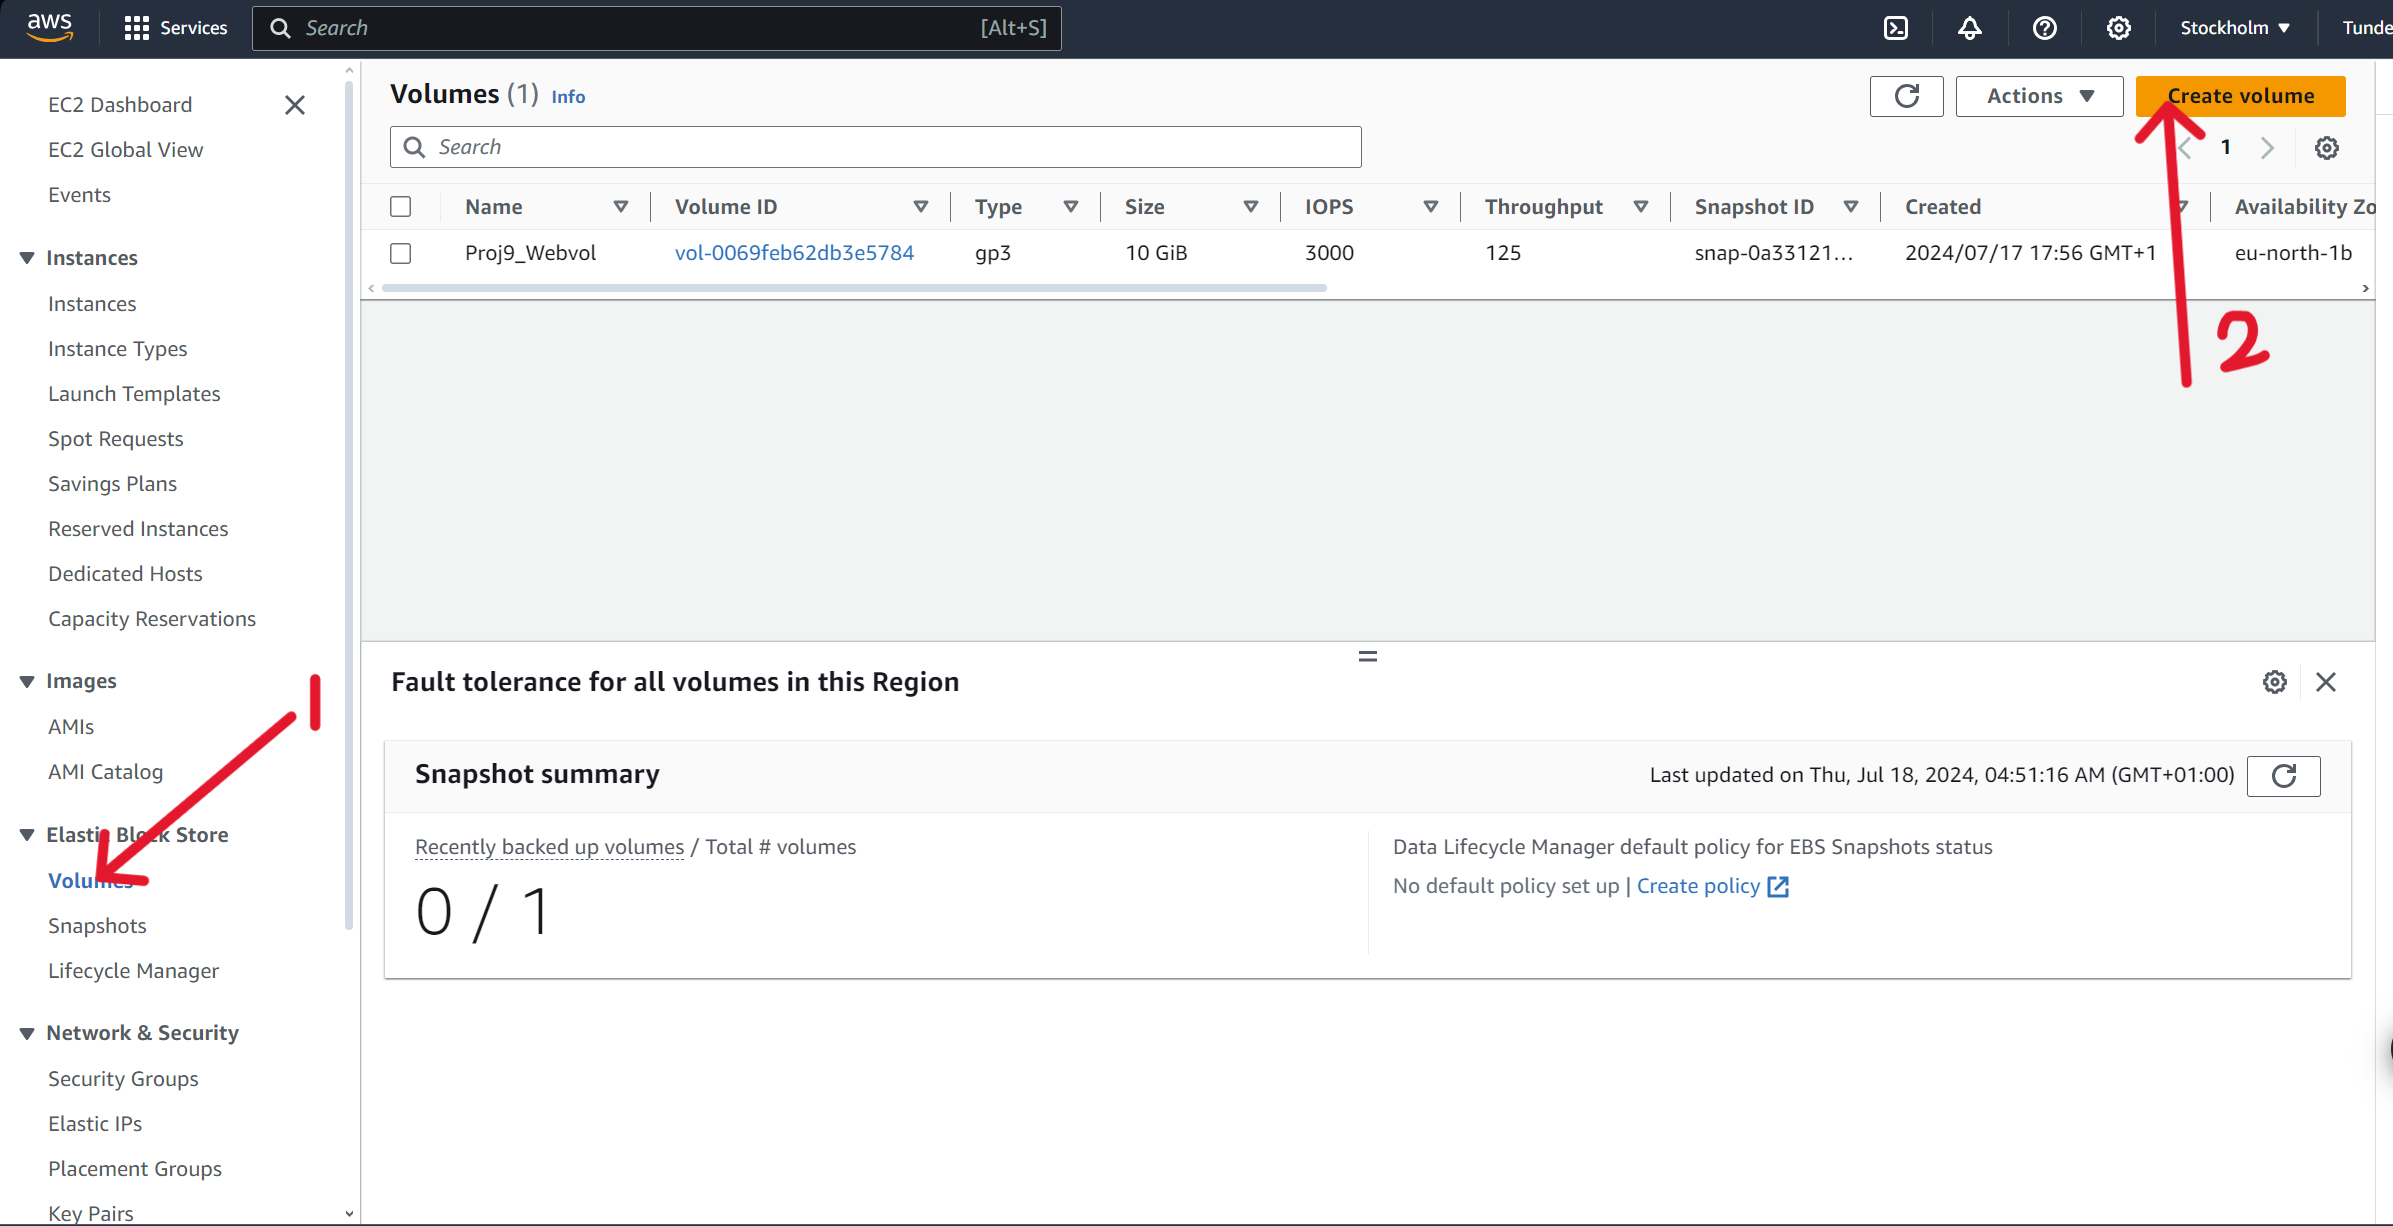 aws Services Search [Alt+S] Stockholm Tunde
EC2 Dashboard
EC2 Global View
Events
Instances
Instances
Instance Types
Launch Templates
Spot Requests
Savings Plans
Reserved Instances
Dedicated Hosts
Capacity Reservations
Images
AMIs
AMI Catalog
1
Elastic Block Store
Volumes
Snapshots
Lifecycle Manager
Network & Security
Security Groups
Elastic IPs
Placement Groups
Key Pairs
Volumes (1) Info
Actions
Create volume
Search
1
Name Volume ID Type Size IOPS Throughput Snapshot ID Created Availability Zo
Proj9_Webvol vol-0069feb62db3e5784 gp3 10 GiB 3000 125 snap-0a33121... 2024/07/17 17:56 GMT+1 eu-north-1b
2
Fault tolerance for all volumes in this Region
Snapshot summary
Last updated on Thu, Jul 18, 2024, 04:51:16 AM (GMT+01:00)
Recently backed up volumes / Total # volumes
0 / 1
Data Lifecycle Manager default policy for EBS Snapshots status
No default policy set up | Create policy